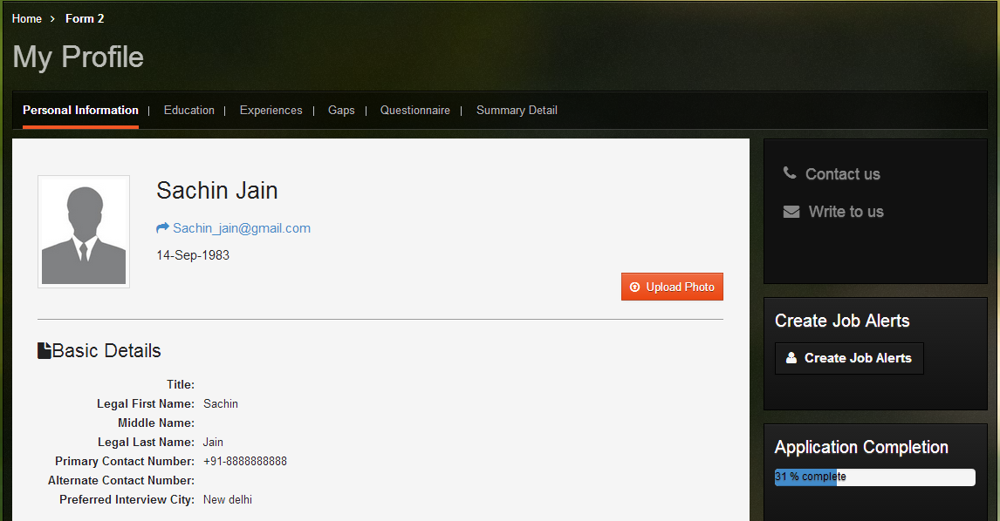 Home > Form 2
My Profile
Personal Information | Education | Experiences | Gaps | Questionnaire | Summary Detail
Sachin Jain
Sachin_jain@gmail.com
14-Sep-1983
Upload Photo
Basic Details
Title:
Legal First Name: Sachin
Middle Name:
Legal Last Name: Jain
Primary Contact Number: +91-8888888888
Alternate Contact Number:
Preferred Interview City: New delhi
Contact us
Write to us
Create Job Alerts
Create Job Alerts
Application Completion
31 % complete